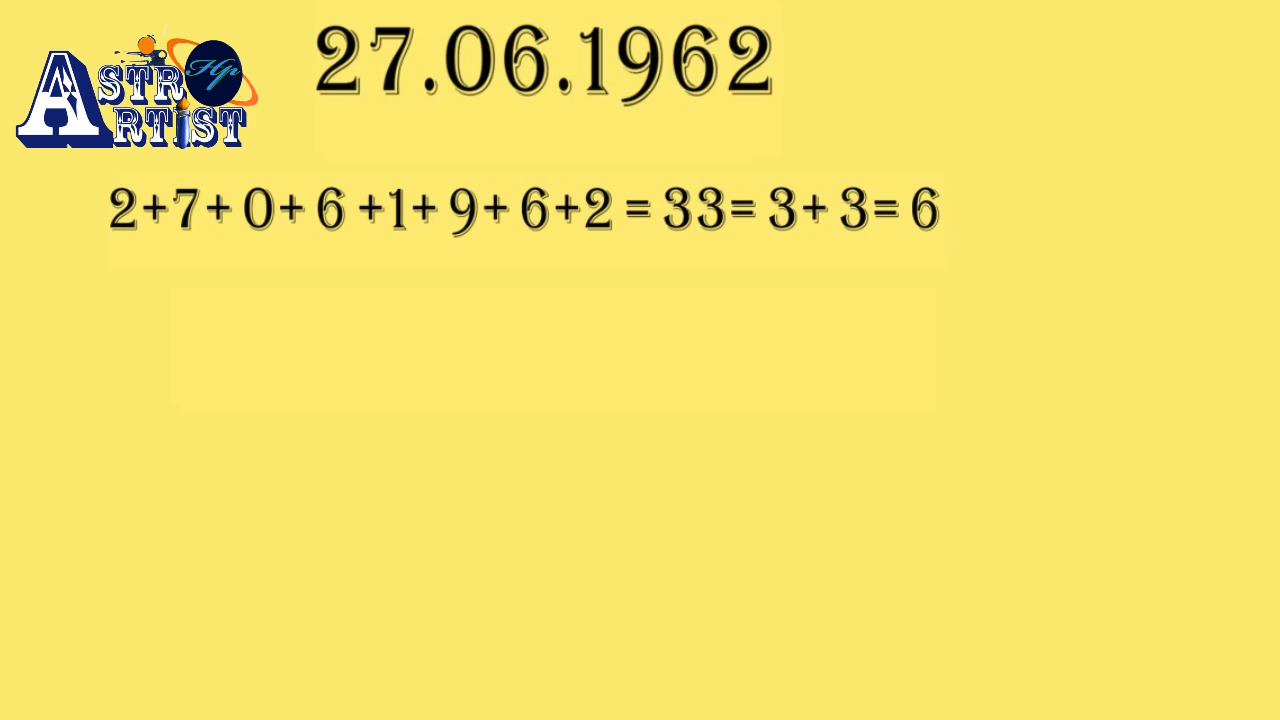 27.06.1962
ASTRO Hp
ARTIST
2+7+ 0+ 6 +1+ 9+ 6+2 = 33= 3+ 3= 6